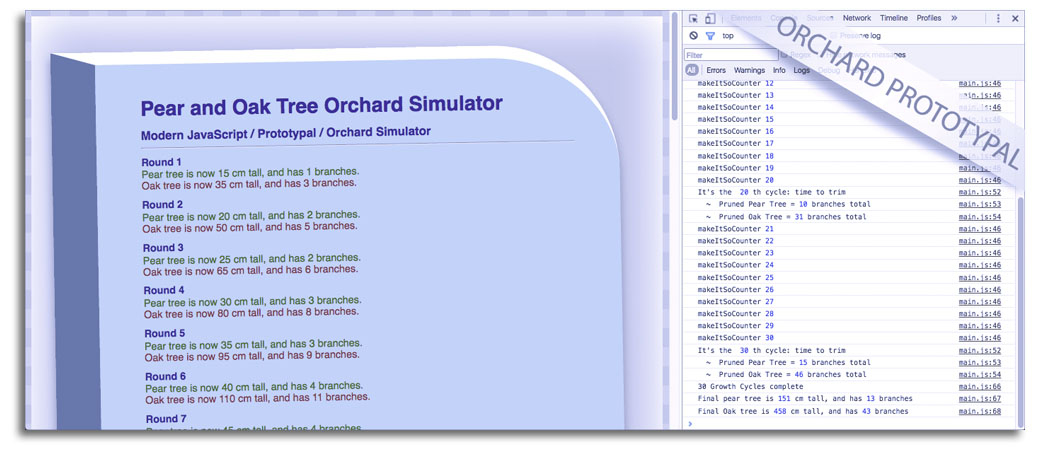 Pear and Oak Tree Orchard Simulator
Modern JavaScript / Prototypal / Orchard Simulator
Round 1
Pear tree is now 15 cm tall, and has 1 branches.
Oak tree is now 35 cm tall, and has 3 branches.
Round 2
Pear tree is now 20 cm tall, and has 2 branches.
Oak tree is now 50 cm tall, and has 5 branches.
Round 3
Pear tree is now 25 cm tall, and has 2 branches.
Oak tree is now 65 cm tall, and has 6 branches.
Round 4
Pear tree is now 30 cm tall, and has 3 branches.
Oak tree is now 80 cm tall, and has 8 branches.
Round 5
Pear tree is now 35 cm tall, and has 3 branches.
Oak tree is now 95 cm tall, and has 9 branches.
Round 6
Pear tree is now 40 cm tall, and has 4 branches.
Oak tree is now 110 cm tall, and has 11 branches.
Round 7
Pear tree is now 45 cm tall, and has 4 branches.
Elements Console Sources Network Timeline Profiles »
top Preserve log
Filter Regex messages
All Errors Warnings Info Logs Debug
ORCHARD PROTOTYPAL
makeItSoCounter 12 main.js:46
makeItSoCounter 13 main.js:46
makeItSoCounter 14 main.js:46
makeItSoCounter 15 main.js:46
makeItSoCounter 16 main.js:46
makeItSoCounter 17 main.js:46
makeItSoCounter 18 main.js:46
makeItSoCounter 19 main.js:46
makeItSoCounter 20 main.js:46
It's the 20 th cycle: time to trim main.js:52
~ Pruned Pear Tree = 10 branches total main.js:53
~ Pruned Oak Tree = 31 branches total main.js:54
makeItSoCounter 21 main.js:46
makeItSoCounter 22 main.js:46
makeItSoCounter 23 main.js:46
makeItSoCounter 24 main.js:46
makeItSoCounter 25 main.js:46
makeItSoCounter 26 main.js:46
makeItSoCounter 27 main.js:46
makeItSoCounter 28 main.js:46
makeItSoCounter 29 main.js:46
makeItSoCounter 30 main.js:46
It's the 30 th cycle: time to trim main.js:52
~ Pruned Pear Tree = 15 branches total main.js:53
~ Pruned Oak Tree = 46 branches total main.js:54
30 Growth Cycles complete main.js:66
Final pear tree is 151 cm tall, and has 13 branches main.js:67
Final Oak tree is 458 cm tall, and has 43 branches main.js:68